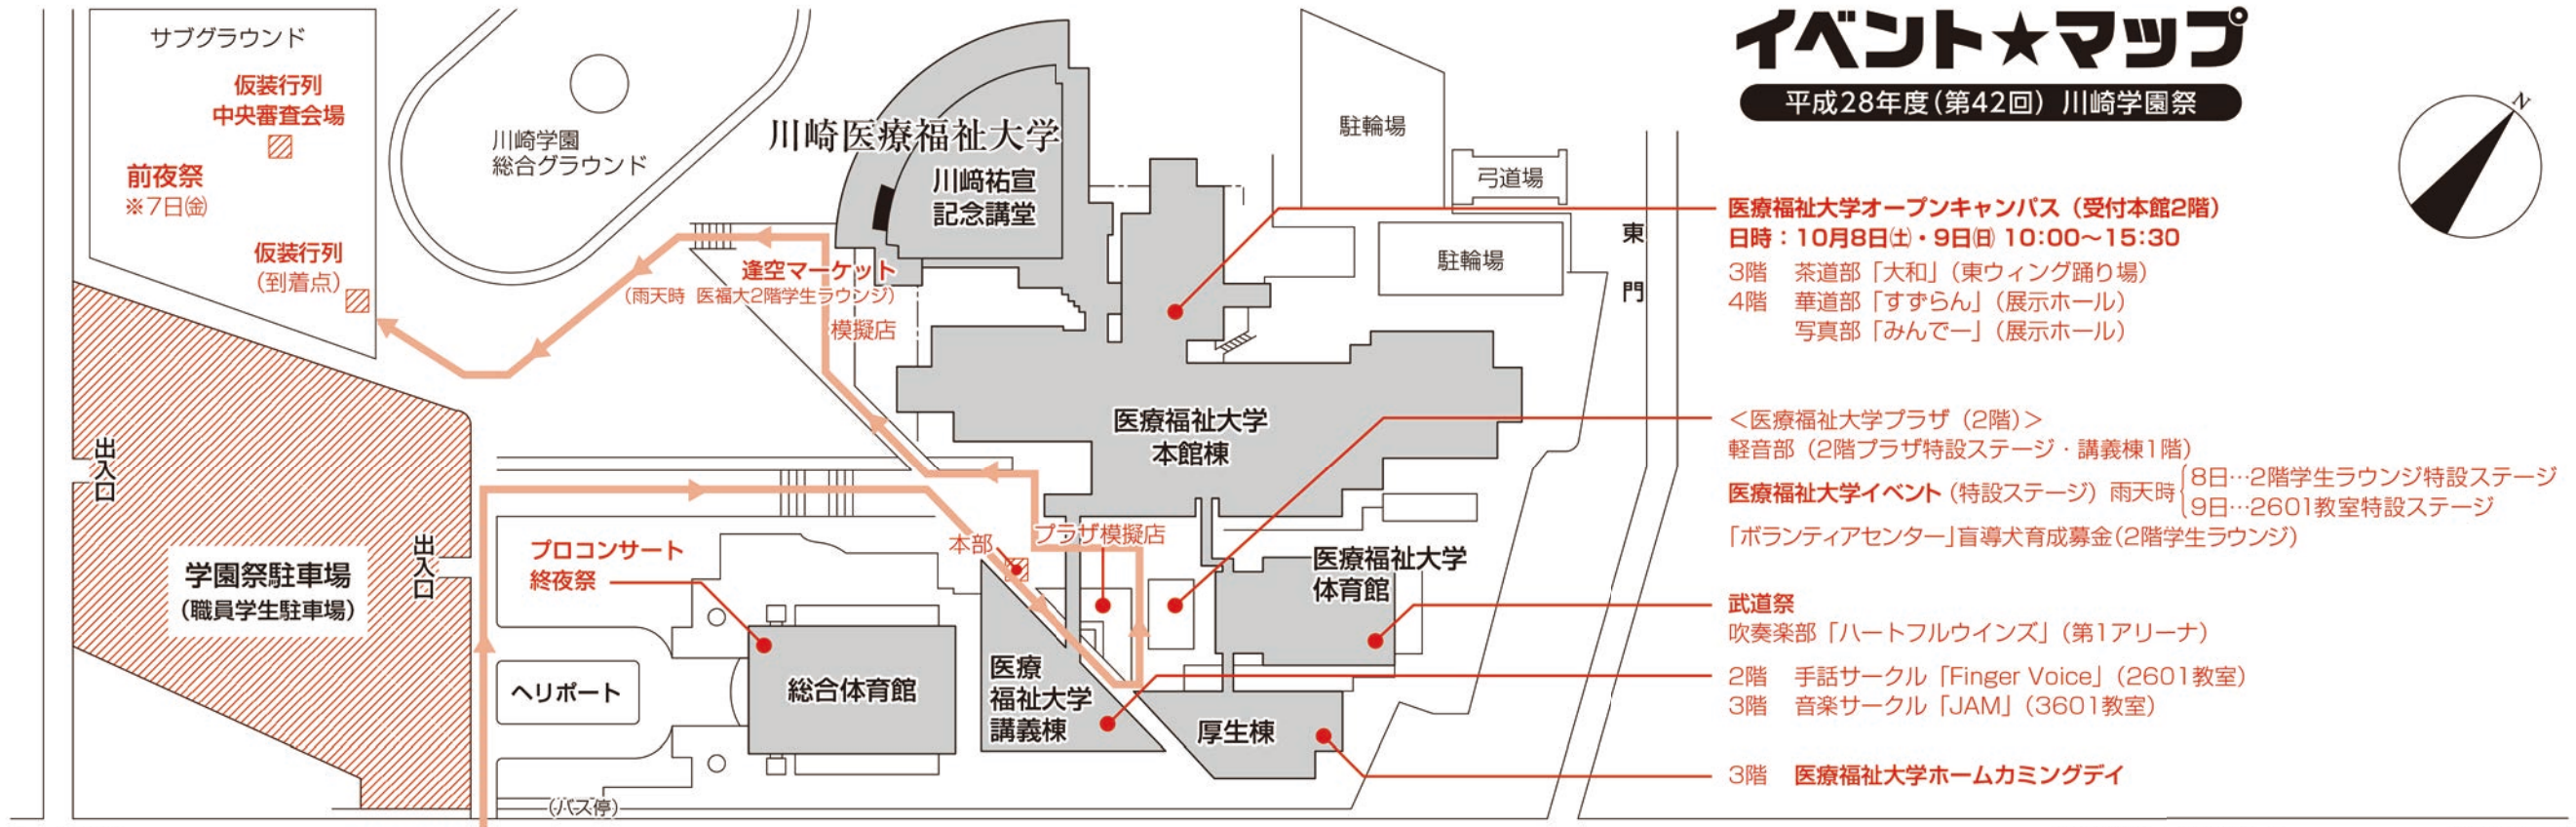 イベント★マップ
平成28年度(第42回) 川崎学園祭
N
サブグラウンド
仮装行列
中央審査会場
前夜祭
※7日㈮
仮装行列
(到着点)
川崎学園
総合グラウンド
川崎医療福祉大学
川﨑祐宣
記念講堂
逢空マーケット
(雨天時 医福大2階学生ラウンジ)
模擬店
駐輪場
弓道場
駐輪場
東門
医療福祉大学
本館棟
出入口
出入口
学園祭駐車場
(職員学生駐車場)
プロコンサート
終夜祭
本部
プラザ模擬店
医療福祉大学
体育館
ヘリポート
総合体育館
医療
福祉大学
講義棟
厚生棟
(バス停)
医療福祉大学オープンキャンパス(受付本館2階)
日時:10月8日㈯・9日㈰ 10:00〜15:30
3階 茶道部「大和」(東ウィング踊り場)
4階 華道部「すずらん」(展示ホール)
写真部「みんでー」(展示ホール)
<医療福祉大学プラザ(2階)>
軽音部(2階プラザ特設ステージ・講義棟1階)
医療福祉大学イベント(特設ステージ)雨天時
8日…2階学生ラウンジ特設ステージ
9日…2601教室特設ステージ
「ボランティアセンター」盲導犬育成募金(2階学生ラウンジ)
武道祭
吹奏楽部「ハートフルウインズ」(第1アリーナ)
2階 手話サークル「Finger Voice」(2601教室)
3階 音楽サークル「JAM」(3601教室)
3階 医療福祉大学ホームカミングデイ